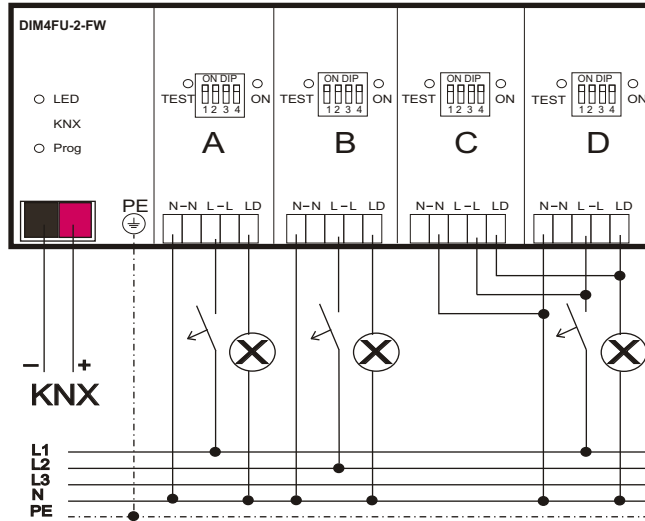 DIM4FU-2-FW
LED
KNX
Prog
PE
ON DIP
1 2 3 4
TEST ON
A
N–N L–L LD
ON DIP
1 2 3 4
TEST ON
B
N–N L–L LD
ON DIP
1 2 3 4
TEST ON
C
N–N L–L LD
ON DIP
1 2 3 4
TEST ON
D
N–N L–L LD
– +
KNX
L1
L2
L3
N
PE